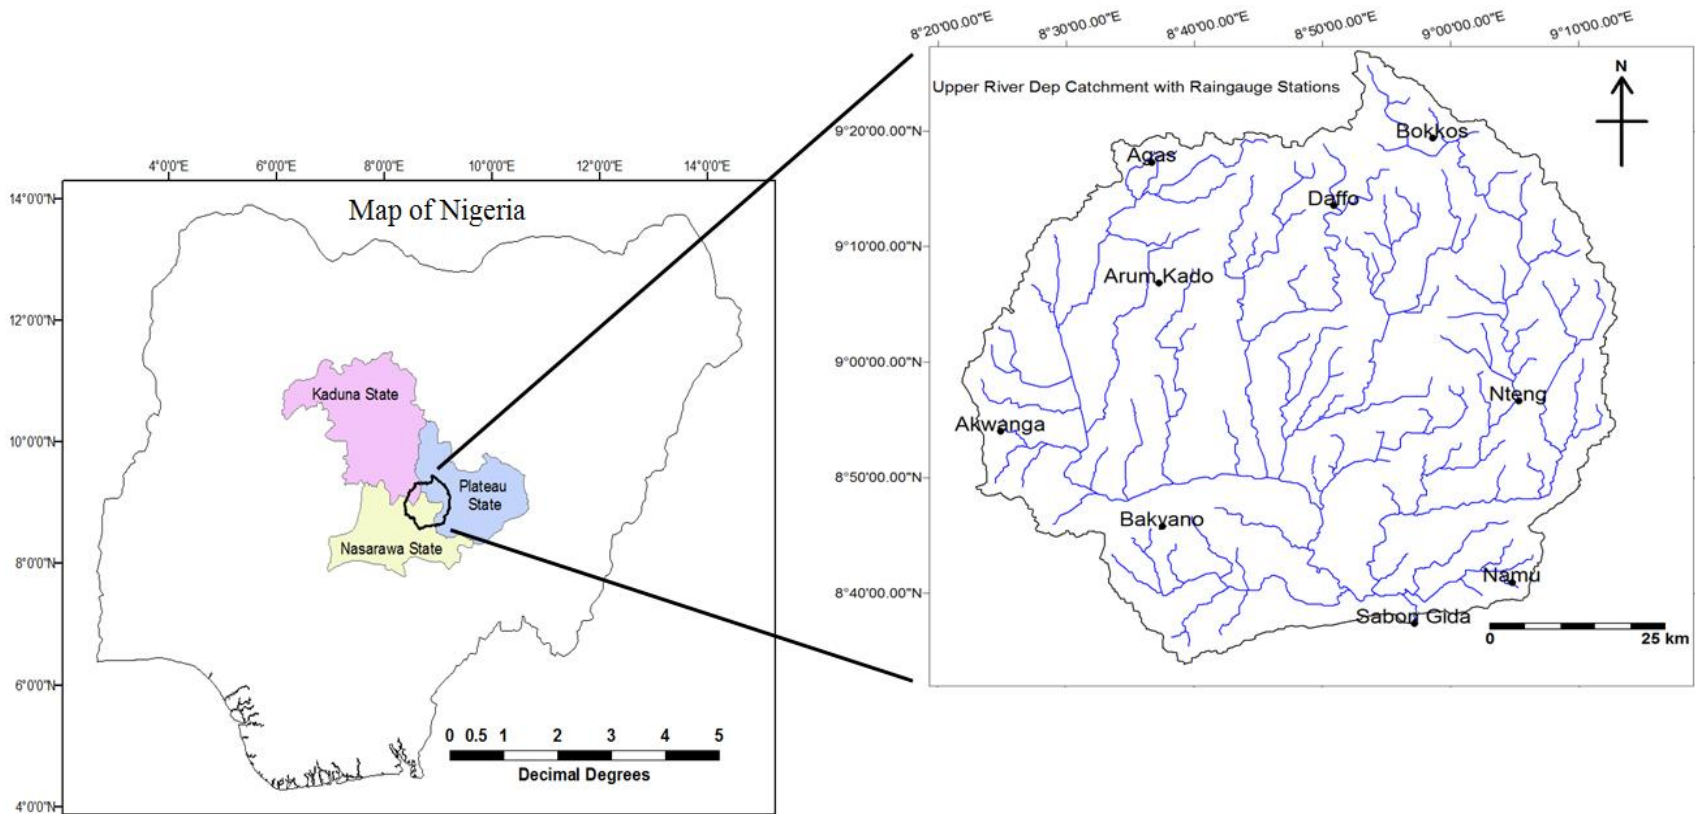 8°20'00.00"E
8°30'00.00"E
8°40'00.00"E
8°50'00.00"E
9°00'00.00"E
9°10'00.00"E
Upper River Dep Catchment with Raingauge Stations
N
9°20'00.00"N
9°10'00.00"N
9°00'00.00"N
8°50'00.00"N
8°40'00.00"N
Bokkos
Agas
Daffo
Arum Kado
Nteng
Akwanga
Bakyano
Namu
Sabon Gida
0
25 km
4°0'0"E
6°0'0"E
8°0'0"E
10°0'0"E
12°0'0"E
14°0'0"E
14°0'0"N
12°0'0"N
10°0'0"N
8°0'0"N
6°0'0"N
4°0'0"N
Map of Nigeria
Kaduna State
Plateau
State
Nasarawa State
0 0.5 1 2 3 4 5
Decimal Degrees